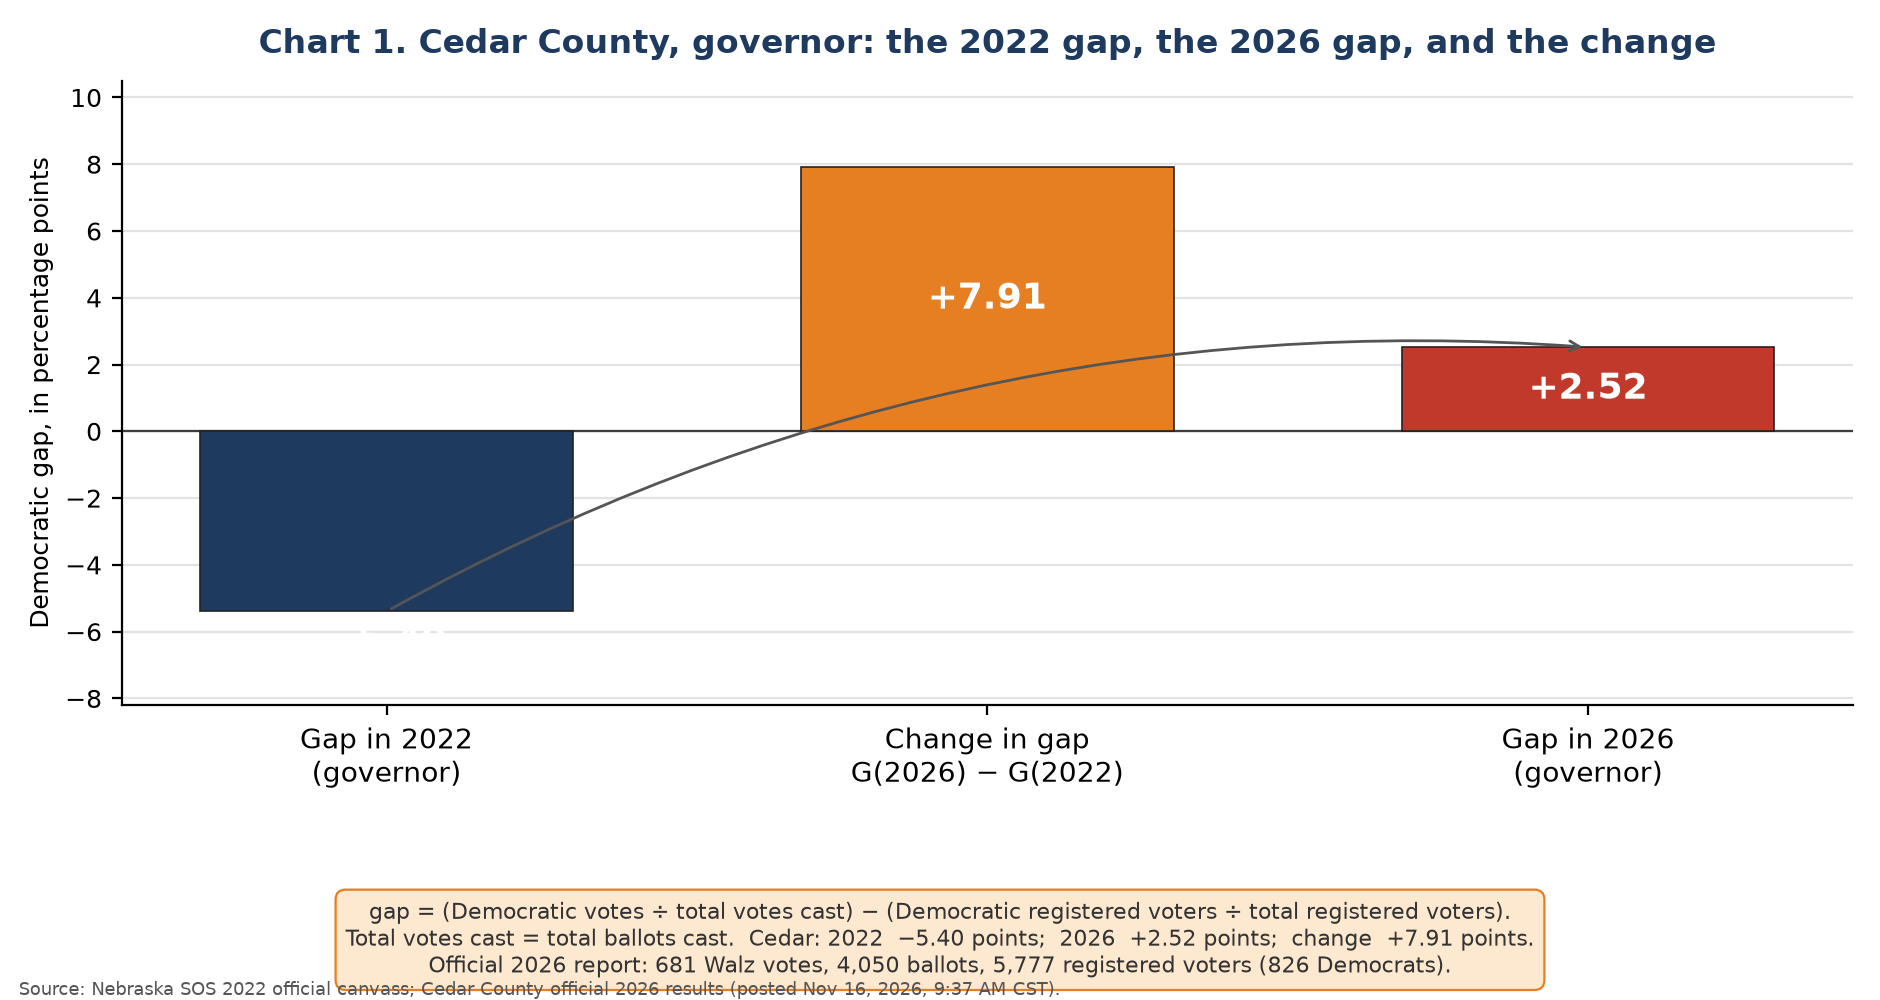 Chart 1. Cedar County, governor: the 2022 gap, the 2026 gap, and the change
Democratic gap, in percentage points
10
8
6
4
2
0
−2
−4
−6
−8
+7.91
+2.52
Gap in 2022
(governor)
Change in gap
G(2026) − G(2022)
Gap in 2026
(governor)
gap = (Democratic votes ÷ total votes cast) − (Democratic registered voters ÷ total registered voters).
Total votes cast = total ballots cast.  Cedar: 2022  −5.40 points;  2026  +2.52 points;  change  +7.91 points.
Official 2026 report: 681 Walz votes, 4,050 ballots, 5,777 registered voters (826 Democrats).
Source: Nebraska SOS 2022 official canvass; Cedar County official 2026 results (posted Nov 16, 2026, 9:37 AM CST).